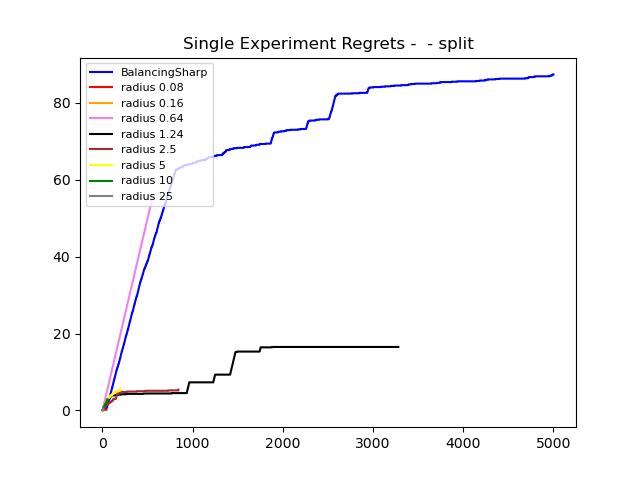 Single Experiment Regrets -  - split
BalancingSharp
radius 0.08
radius 0.16
radius 0.64
radius 1.24
radius 2.5
radius 5
radius 10
radius 25
80
60
40
20
0
0 1000 2000 3000 4000 5000